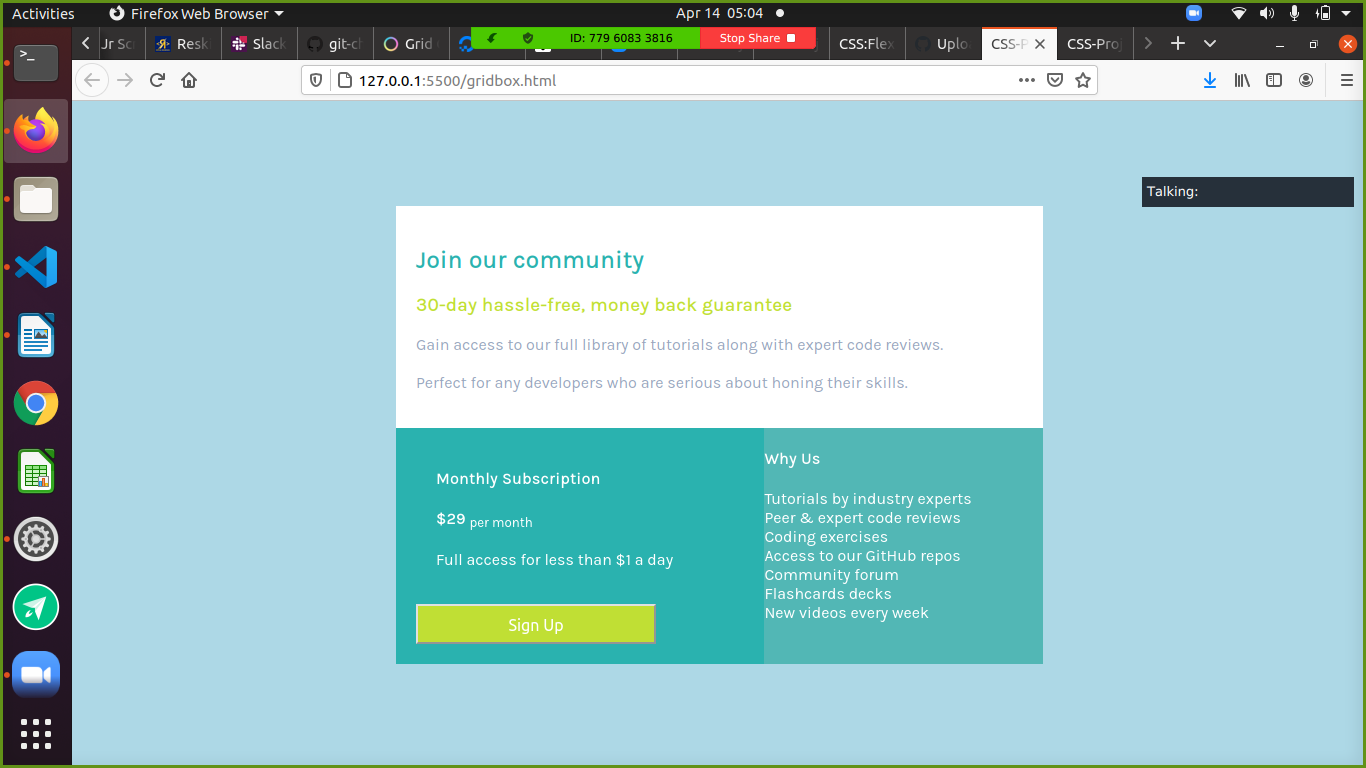 Activities
Firefox Web Browser
Apr 14 05:04
Jr Sc
Resk
Slack
git-c
Grid
ID: 779 6083 3816
Stop Share
CSS:Flex
Uplo
CSS-P
CSS-Proj
127.0.0.1:5500/gridbox.html
Talking:
Join our community
30-day hassle-free, money back guarantee
Gain access to our full library of tutorials along with expert code reviews.
Perfect for any developers who are serious about honing their skills.
Monthly Subscription
$29 per month
Full access for less than $1 a day
Sign Up
Why Us
Tutorials by industry experts
Peer & expert code reviews
Coding exercises
Access to our GitHub repos
Community forum
Flashcards decks
New videos every week